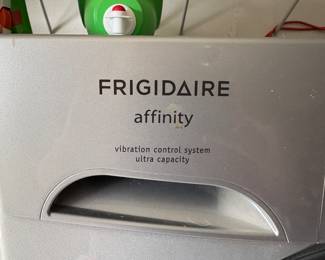 FRIGIDAIRE
affinity
vibration control system
ultra capacity